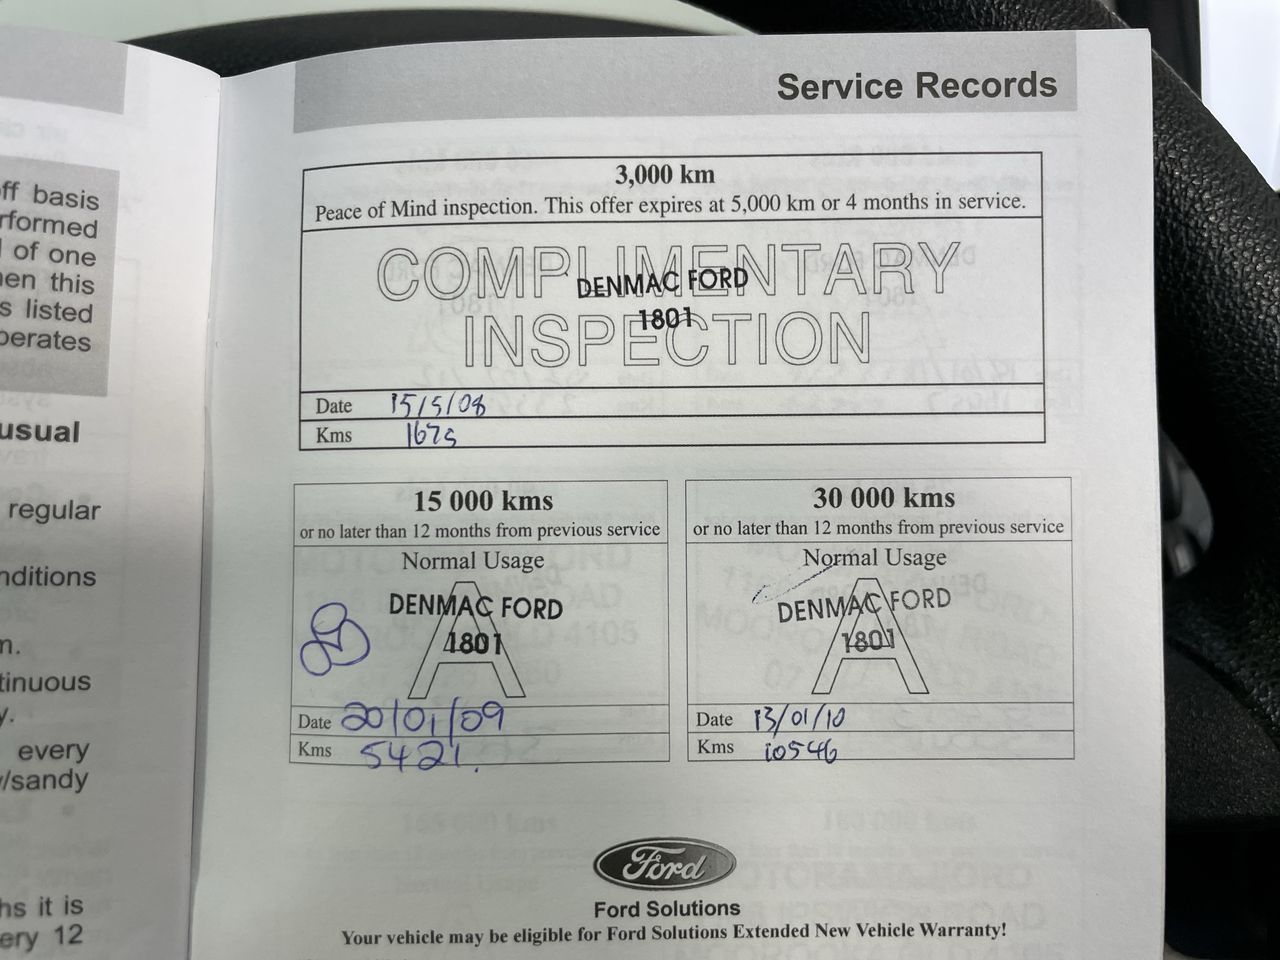 ff basis
rformed
l of one
hen this
s listed
perates
usual
regular
nditions
n.
tinuous
y.
every
/sandy
hs it is
ery 12
Service Records
3,000 km
Peace of Mind inspection. This offer expires at 5,000 km or 4 months in service.
COMPLIMENTARY
DENMAC FORD
1801
INSPECTION
Date 15/5/08
Kms 1675
15 000 kms
or no later than 12 months from previous service
Normal Usage
A
DENMAC FORD
1801
Date 20/01/09
Kms 5421.
30 000 kms
or no later than 12 months from previous service
Normal Usage
A
DENMAC FORD
1801
Date 13/01/10
Kms 10546
Ford
Ford Solutions
Your vehicle may be eligible for Ford Solutions Extended New Vehicle Warranty!